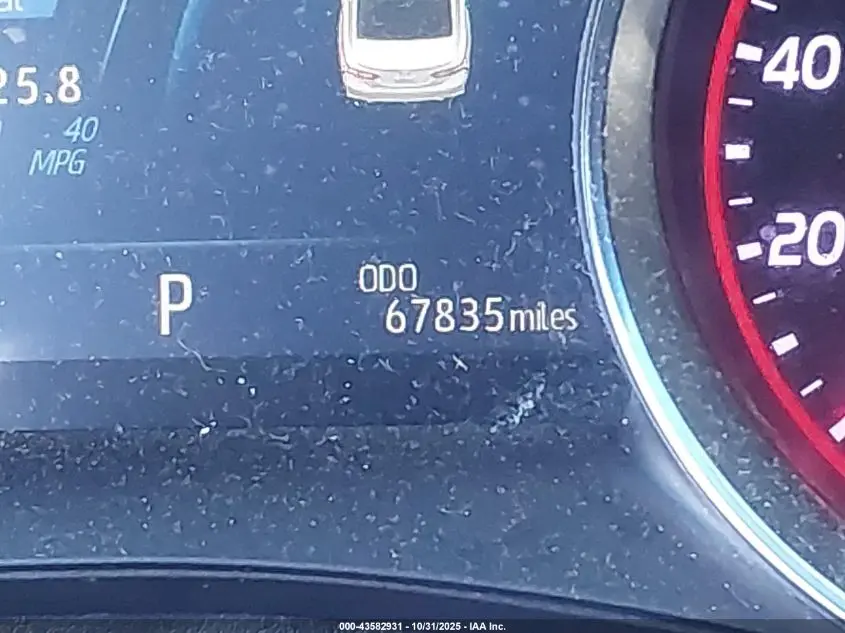 25.8
40
MPG
40
20
P
ODO
67835 miles
000-43582931 - 10/31/2025 - IAA Inc.